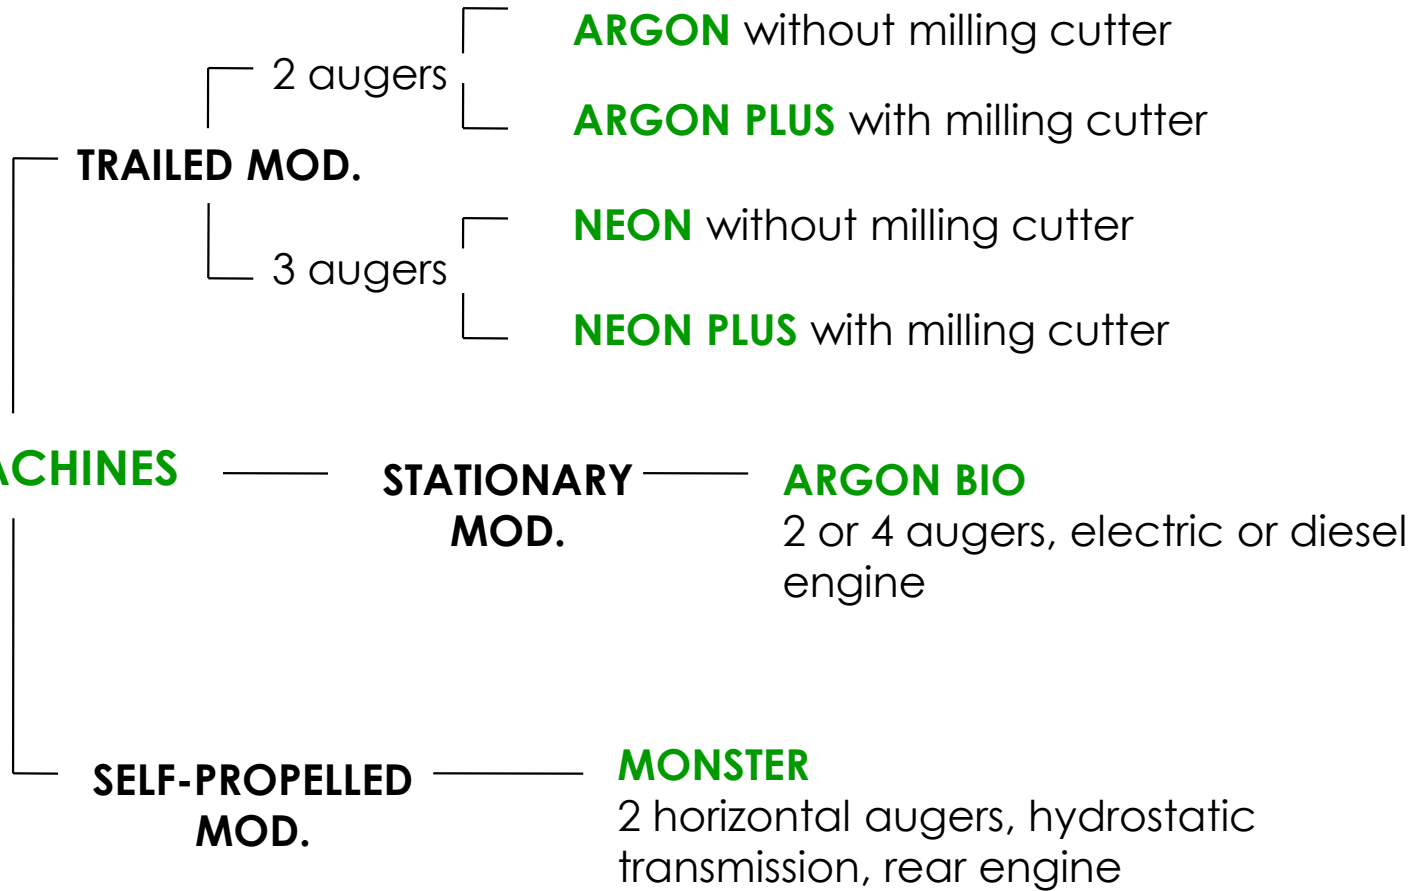 ARGON without milling cutter
2 augers
ARGON PLUS with milling cutter
TRAILED MOD.
NEON without milling cutter
3 augers
NEON PLUS with milling cutter
ACHINES
STATIONARY
MOD.
ARGON BIO
2 or 4 augers, electric or diesel
engine
SELF-PROPELLED
MOD.
MONSTER
2 horizontal augers, hydrostatic
transmission, rear engine